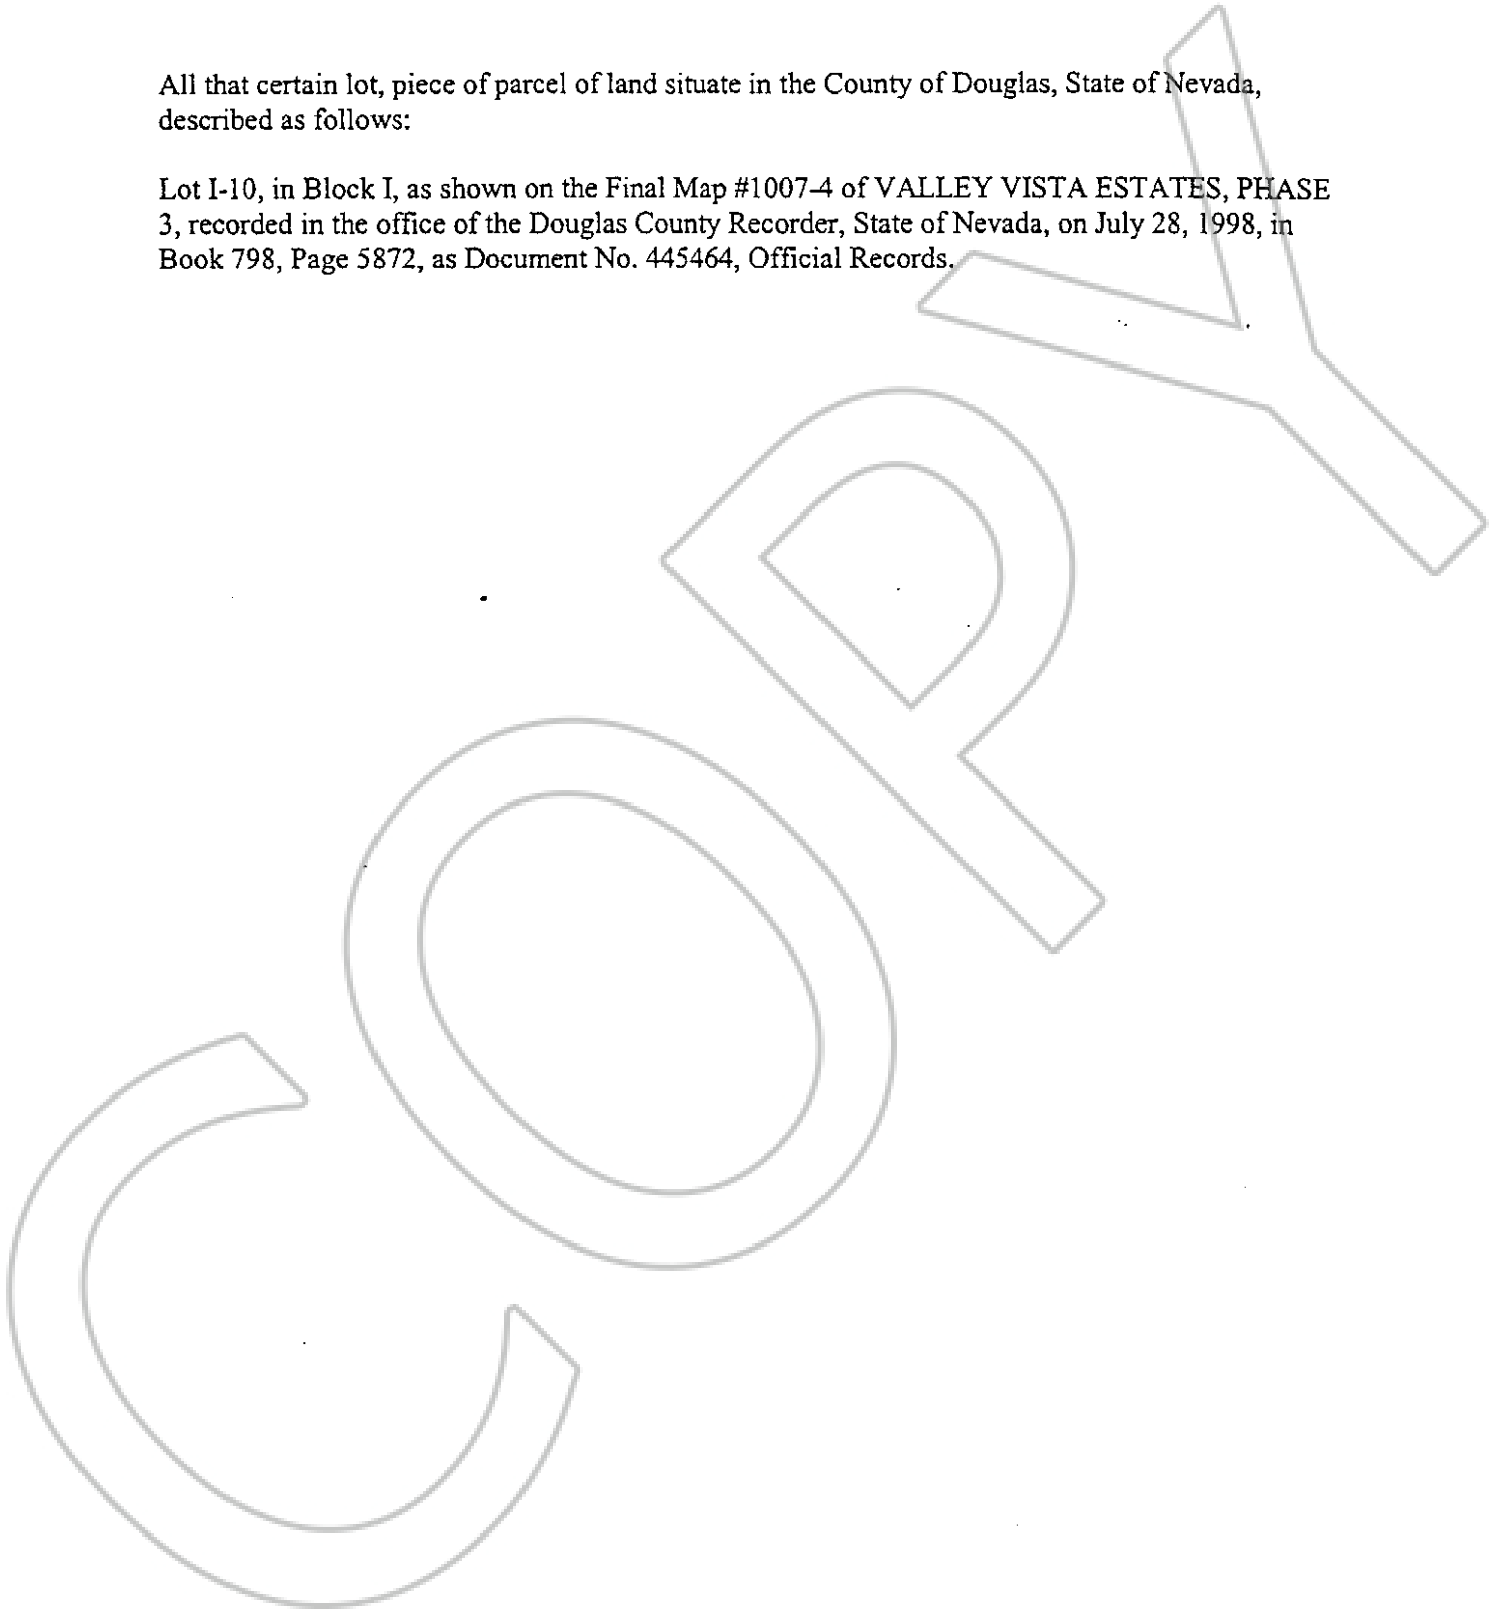 All that certain lot, piece of parcel of land situate in the County of Douglas, State of Nevada,
described as follows:
Lot I-10, in Block I, as shown on the Final Map #1007-4 of VALLEY VISTA ESTATES, PHASE
3, recorded in the office of the Douglas County Recorder, State of Nevada, on July 28, 1998, in
Book 798, Page 5872, as Document No. 445464, Official Records.
COPY